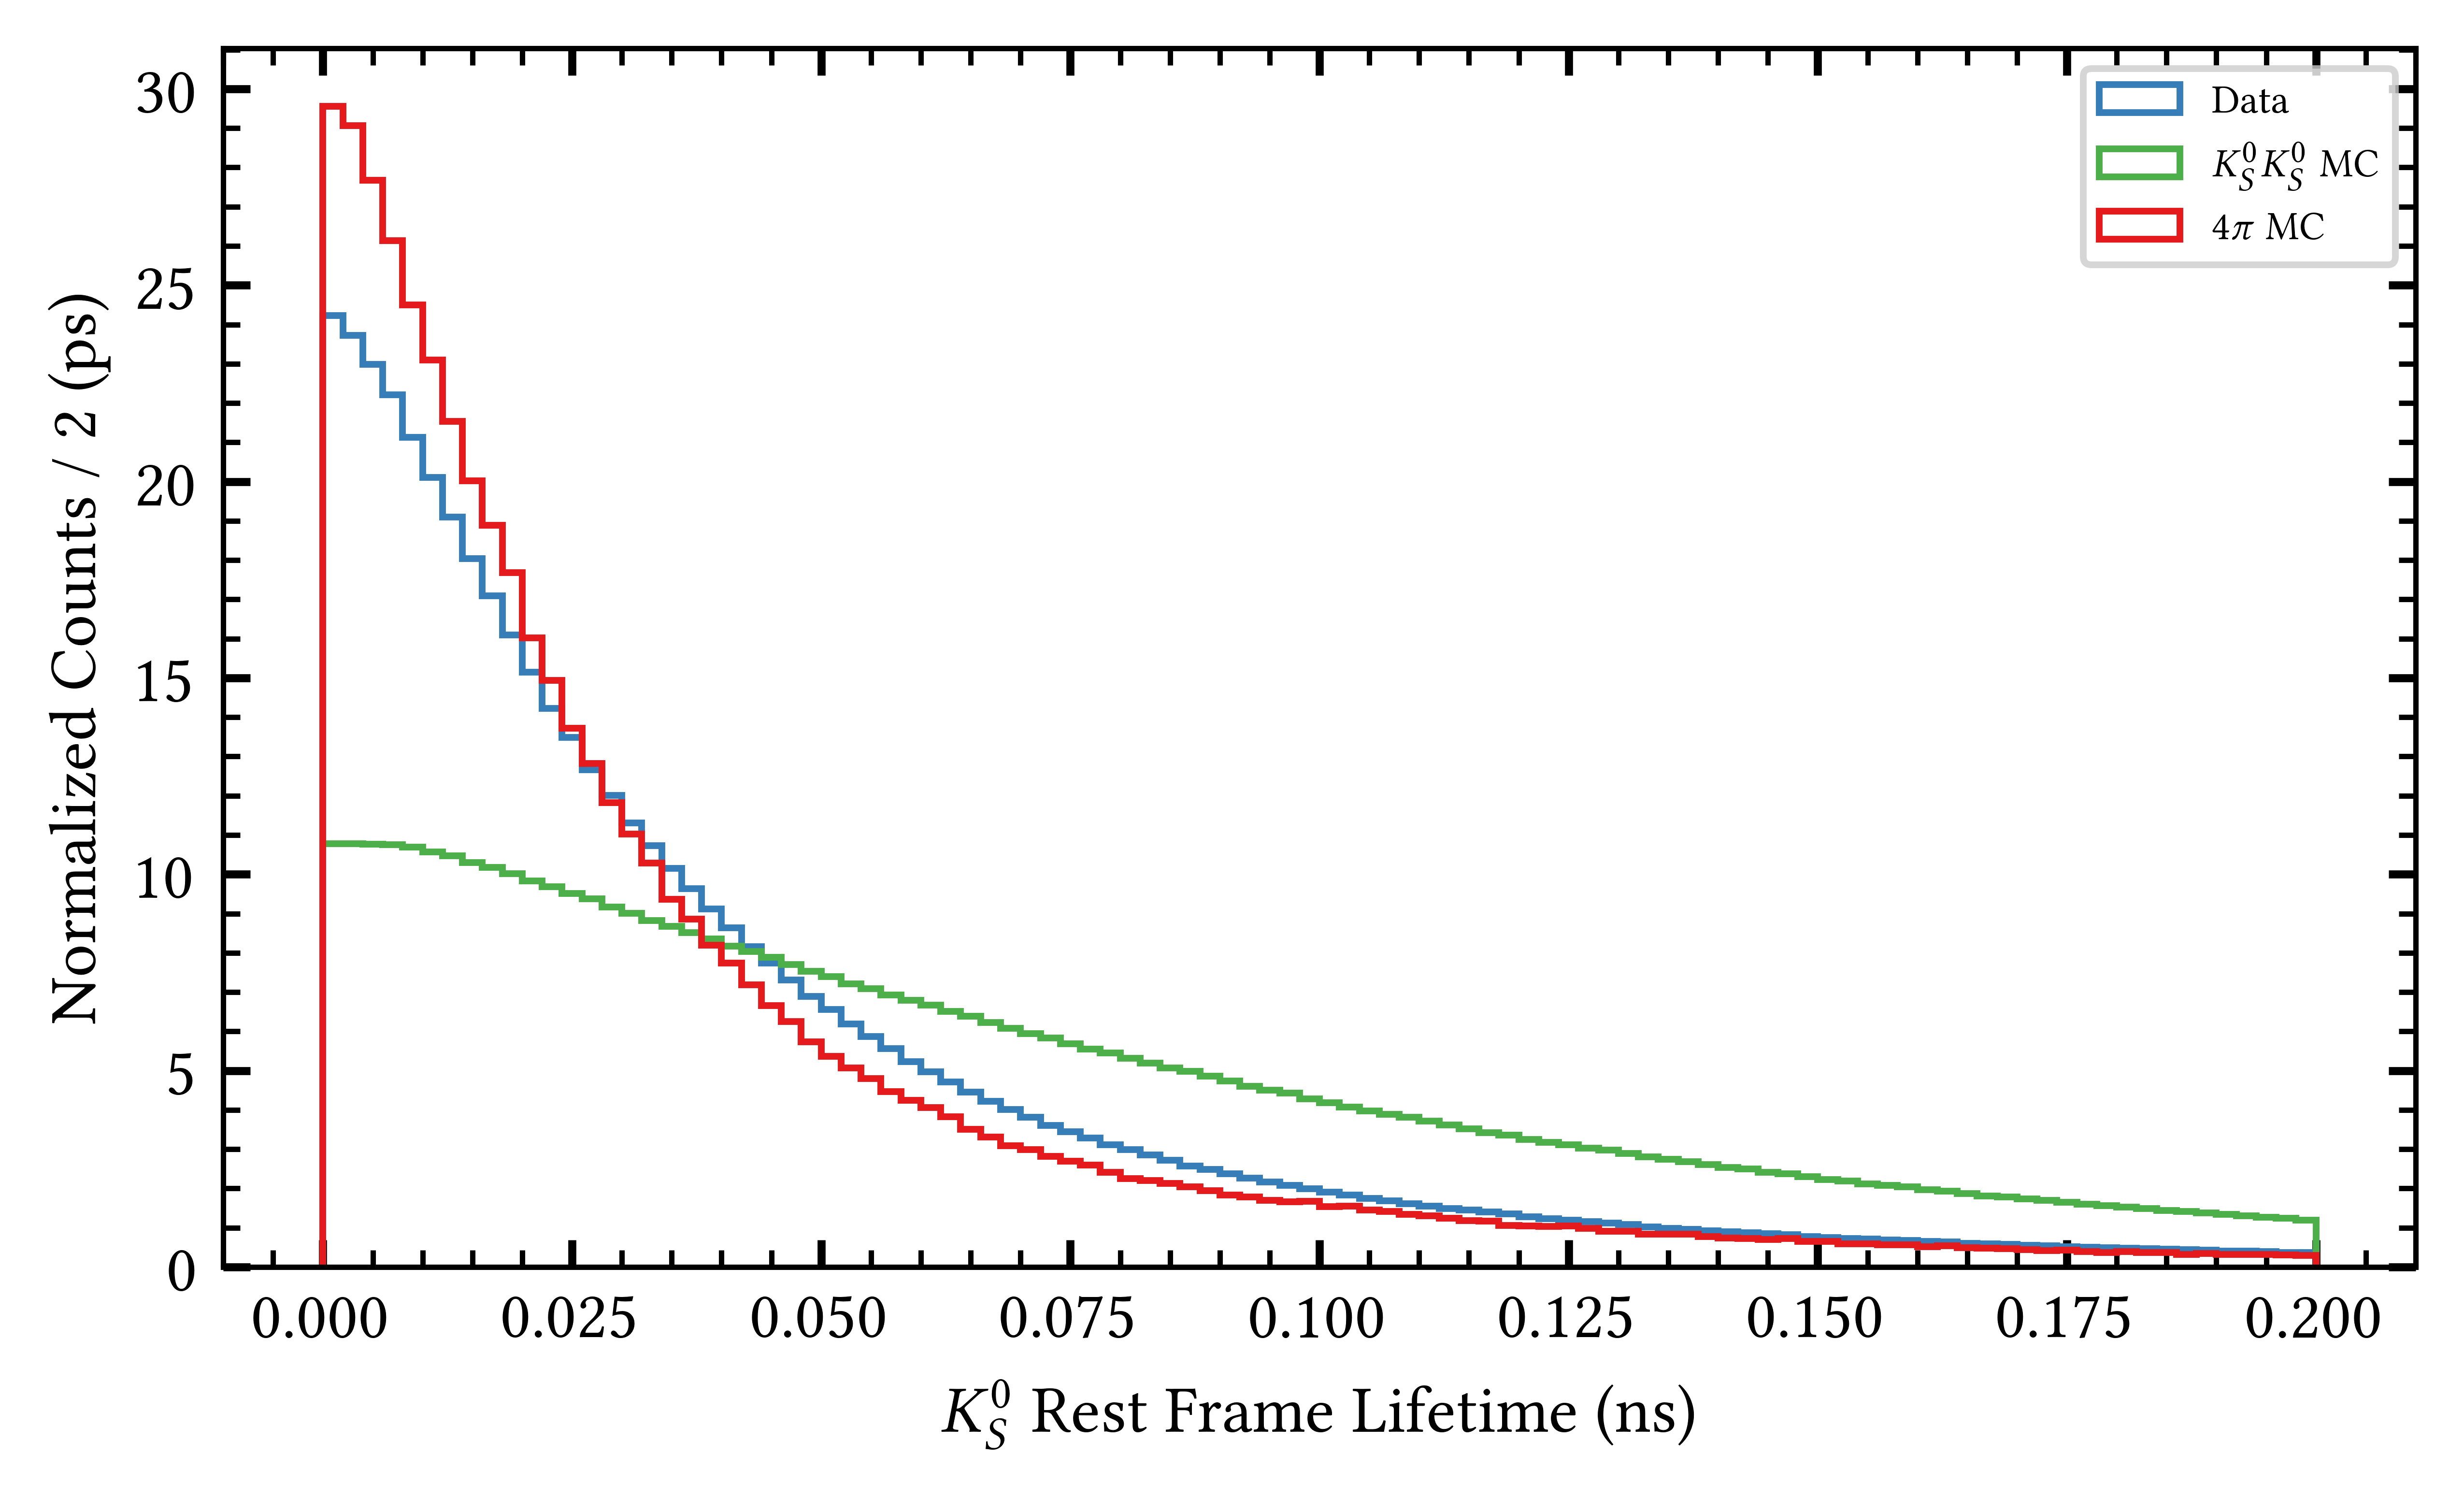 30
25
20
15
10
5
0
Normalized Counts / 2 (ps)
Data
K_S^0 K_S^0 MC
4π MC
0.000 0.025 0.050 0.075 0.100 0.125 0.150 0.175 0.200
K_S^0 Rest Frame Lifetime (ns)